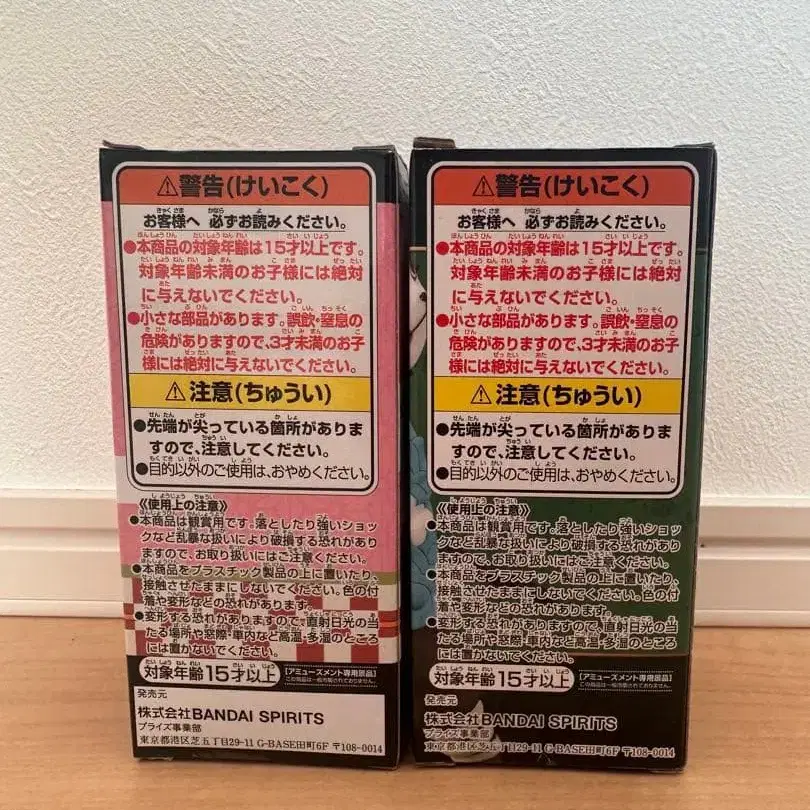 ⚠警告(けいこく)
お客様へ 必ずお読みください。
●本商品の対象年齢は15才以上です。
対象年齢未満のお子様には絶対
に与えないでください。
●小さな部品があります。誤飲・窒息の
危険がありますので、3才未満のお子
様には絶対に与えないでください。
⚠注意(ちゅうい)
●先端が尖っている箇所がありま
すので、注意してください。
●目的以外のご使用は、おやめください。
《使用上の注意》
●本商品は観賞用です。落としたり強いショッ
クなど乱暴な扱いにより破損する恐れがあり
ますので、お取り扱いにはご注意ください。
●本商品をプラスチック製品の上に置いたり、
接触させたままにしないでください。色の付
着や変形などの恐れがあります。
●変形する恐れがありますので、直射日光の当
たる場所や窓際・車内など高温・多湿のところ
には置かないでください。
対象年齢15才以上
【アミューズメント専用景品】
この商品は一般市販されておりません。
発売元
株式会社BANDAI SPIRITS
プライズ事業部
東京都港区芝五丁目29-11 G-BASE田町6F 〒108-0014
⚠警告(けいこく)
お客様へ 必ずお読みください。
●本商品の対象年齢は15才以上です。
対象年齢未満のお子様には絶対
に与えないでください。
●小さな部品があります。誤飲・窒息の
危険がありますので、3才未満のお子
様には絶対に与えないでください。
⚠注意(ちゅうい)
●先端が尖っている箇所がありま
すので、注意してください。
●目的以外のご使用は、おやめください。
《使用上の注意》
●本商品は観賞用です。落としたり強いショッ
クなど乱暴な扱いにより破損する恐れがあり
ますので、お取り扱いにはご注意ください。
●本商品をプラスチック製品の上に置いたり、
接触させたままにしないでください。色の付
着や変形などの恐れがあります。
●変形する恐れがありますので、直射日光の当
たる場所や窓際・車内など高温・多湿のところ
には置かないでください。
対象年齢15才以上
【アミューズメント専用景品】
この商品は一般市販されておりません。
発売元
株式会社BANDAI SPIRITS
プライズ事業部
東京都港区芝五丁目29-11 G-BASE田町6F 〒108-0014